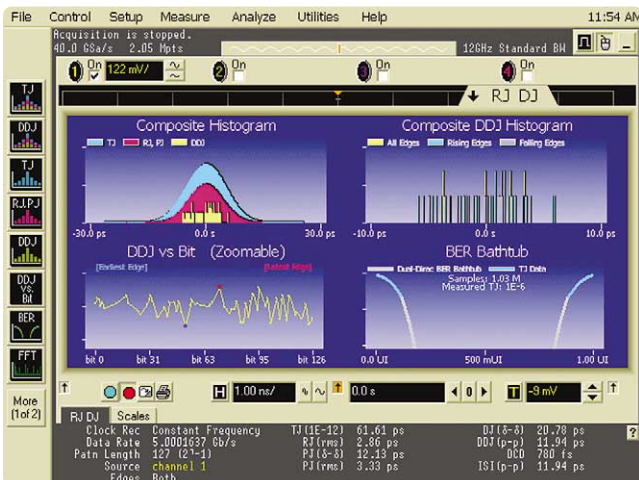 File Control Setup Measure Analyze Utilities Help 11:54 AM
Acquisition is stopped.
40.0 GSa/s 2.05 Mpts 12GHz Standard BW
1 On 122 mV/ 2 On 3 On 4 On
RJ DJ
TJ
DDJ
TJ
RJ,PJ
DDJ
DDJ
VS.
Bit
BER
FFT
More
(1of2)
Composite Histogram
TJ RJ, PJ DDJ
-30.0 ps 0.0 s 30.0 ps
Composite DDJ Histogram
All Edges Rising Edges Falling Edges
-10.0 ps 0.0 s 10.0 ps
DDJ vs Bit (Zoomable)
[Earliest Edge] [Latest Edge]
bit 0 bit 31 bit 63 bit 95 bit 126
BER Bathtub
Dual-Dirac BER Bathtub TJ Data
Samples: 1.03 M
Measured TJ: 1E-6
0.0 UI 500 mUI 1.00 UI
H 1.00 ns/ 0.0 s 0 T -9 mV
RJ DJ Scales
Clock Rec Constant Frequency TJ(1E-12) 61.61 ps DJ(δ-δ) 20.78 ps
Data Rate 5.0001637 Gb/s RJ(rms) 2.86 ps DDJ(p-p) 11.94 ps
Patn Length 127 (2^7-1) PJ(δ-δ) 12.13 ps DCD 780 fs
Source channel 1 PJ(rms) 3.33 ps ISI(p-p) 11.94 ps
Edges Both
?